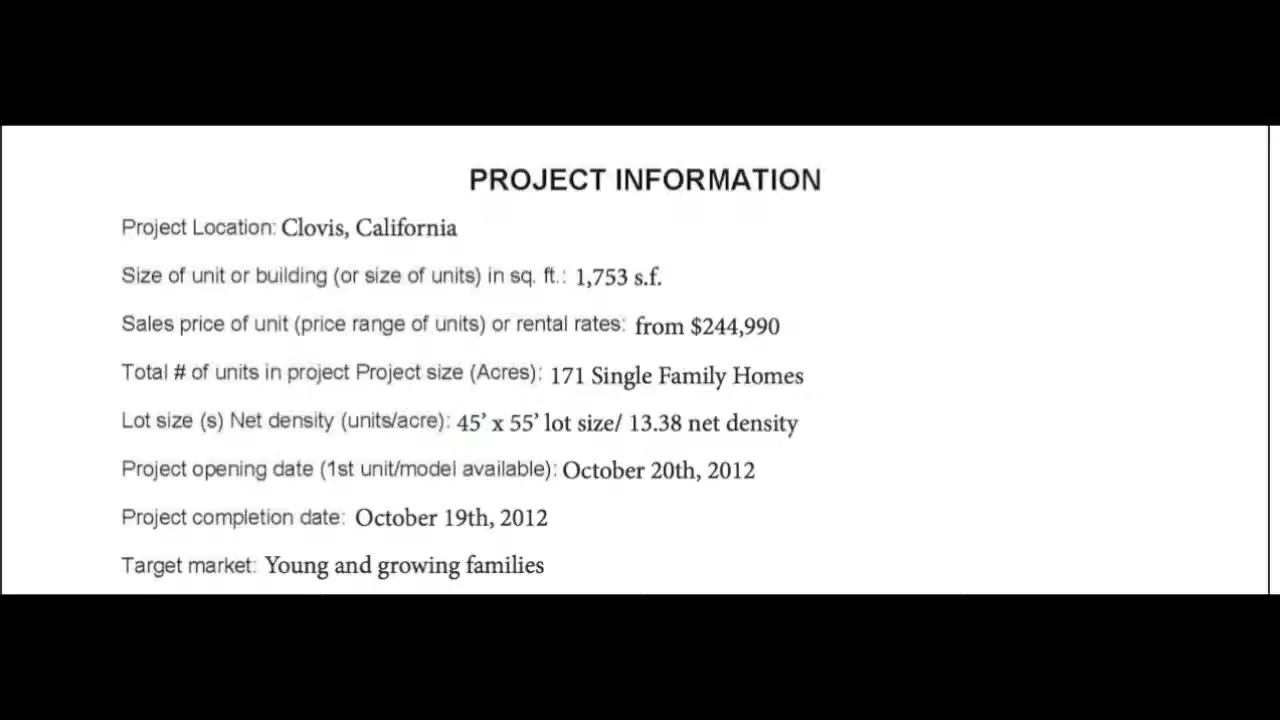 PROJECT INFORMATION
Project Location: Clovis, California
Size of unit or building (or size of units) in sq. ft.: 1,753 s.f.
Sales price of unit (price range of units) or rental rates: from $244,990
Total # of units in project Project size (Acres): 171 Single Family Homes
Lot size (s) Net density (units/acre): 45’ x 55’ lot size/ 13.38 net density
Project opening date (1st unit/model available): October 20th, 2012
Project completion date: October 19th, 2012
Target market: Young and growing families